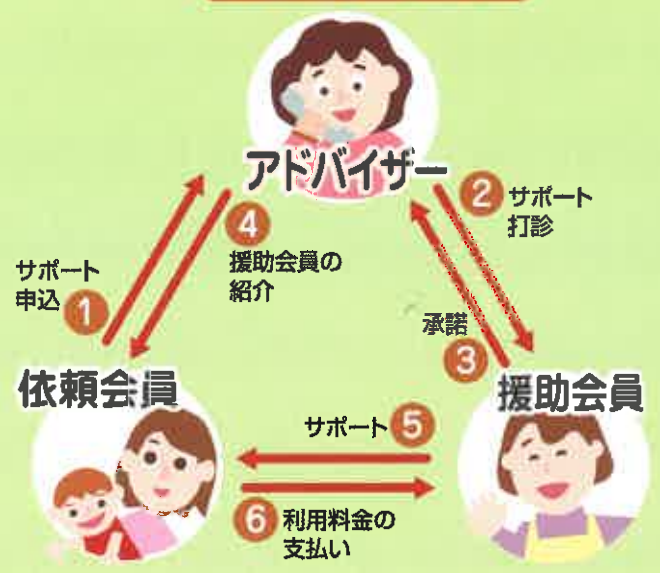 アドバイザー
2 サポート
打診
4
援助会員の
紹介
サポート
申込 1
承諾
3
依頼会員
援助会員
サポート 5
6 利用料金の
支払い